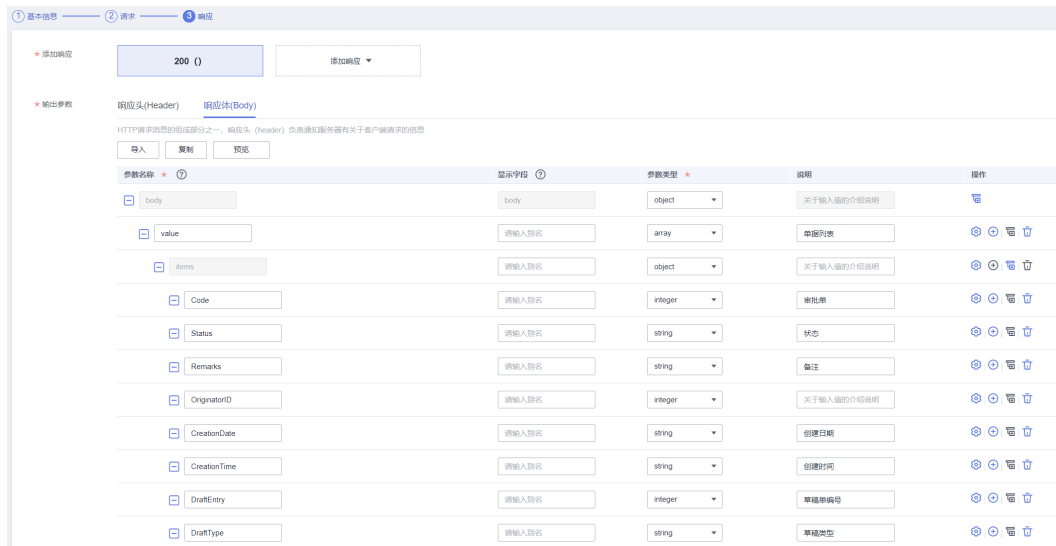 1 基本信息 2 请求 3 响应
* 添加响应 200 () 添加响应
* 输出参数 响应头(Header) 响应体(Body)
HTTP请求消息的组成部分之一，响应头（header）负责通知服务器有关于客户端请求的信息
导入 复制 预览
参数名称 * ? 显示字段 ? 参数类型 * 说明 操作
body body object 关于输入值的介绍说明
value 请输入别名 array 单据列表
items 请输入别名 object 关于输入值的介绍说明
Code 请输入别名 integer 审批单
Status 请输入别名 string 状态
Remarks 请输入别名 string 备注
OriginatorID 请输入别名 integer 关于输入值的介绍说明
CreationDate 请输入别名 string 创建日期
CreationTime 请输入别名 string 创建时间
DraftEntry 请输入别名 integer 草稿单编号
DraftType 请输入别名 string 草稿类型